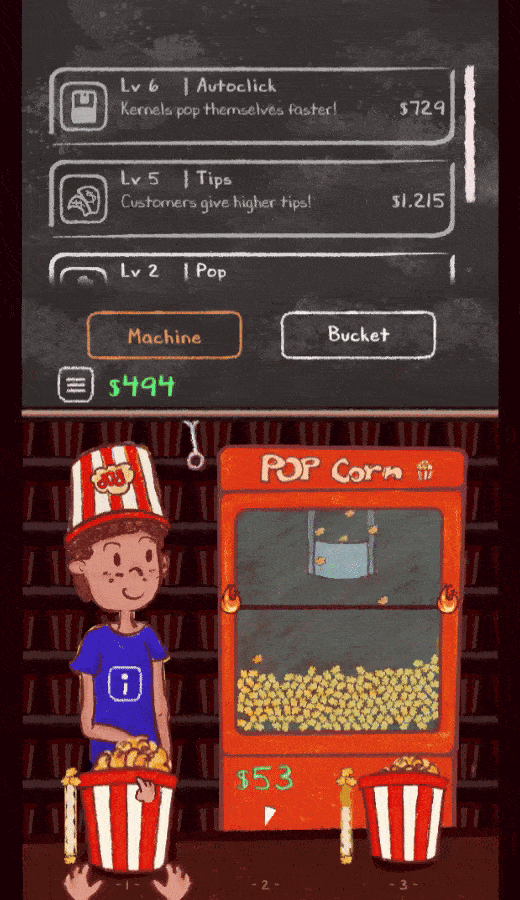 Lv 6 | Autoclick
Kernels pop themselves faster!
$729
Lv 5 | Tips
Customers give higher tips!
$1.215
Lv 2 | Pop
Machine
Bucket
$494
POP Corn
i
$53
-1-
-2-
-3-